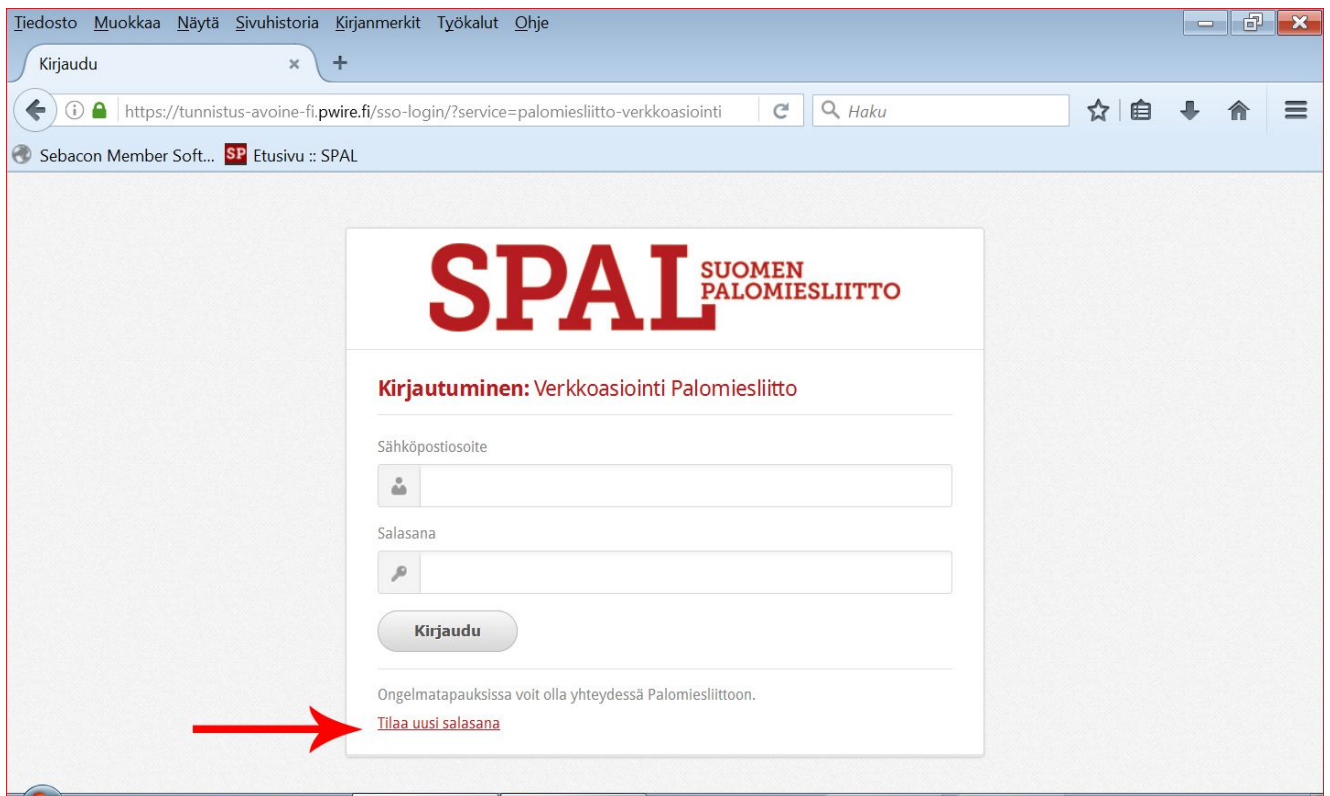 Tiedosto Muokkaa Näytä Sivuhistoria Kirjanmerkit Työkalut Ohje
Kirjaudu
https://tunnistus-avoine-fi.pwire.fi/sso-login/?service=palomiesliitto-verkkoasiointi
Haku
Sebacon Member Soft... SP Etusivu :: SPAL
SPAL SUOMEN
PALOMIESLIITTO
Kirjautuminen: Verkkoasiointi Palomiesliitto
Sähköpostiosoite
Salasana
Kirjaudu
Ongelmatapauksissa voit olla yhteydessä Palomiesliittoon.
Tilaa uusi salasana